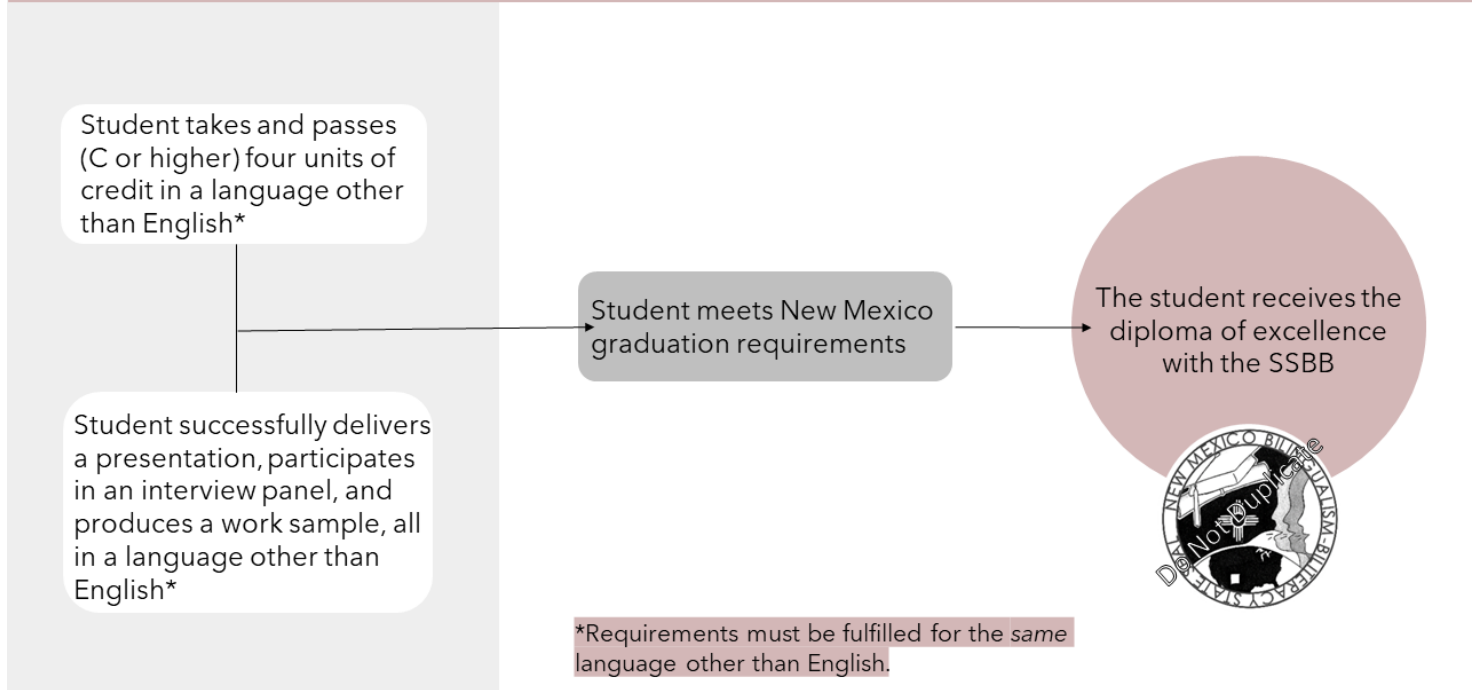 Student takes and passes
(C or higher) four units of
credit in a language other
than English*
Student successfully delivers
a presentation, participates
in an interview panel, and
produces a work sample, all
in a language other than
English*
Student meets New Mexico
graduation requirements
The student receives the
diploma of excellence
with the SSBB
NEW MEXICO BILINGUALISM-BILITERACY STATE SEAL
Do Not Duplicate
*Requirements must be fulfilled for the same
language other than English.